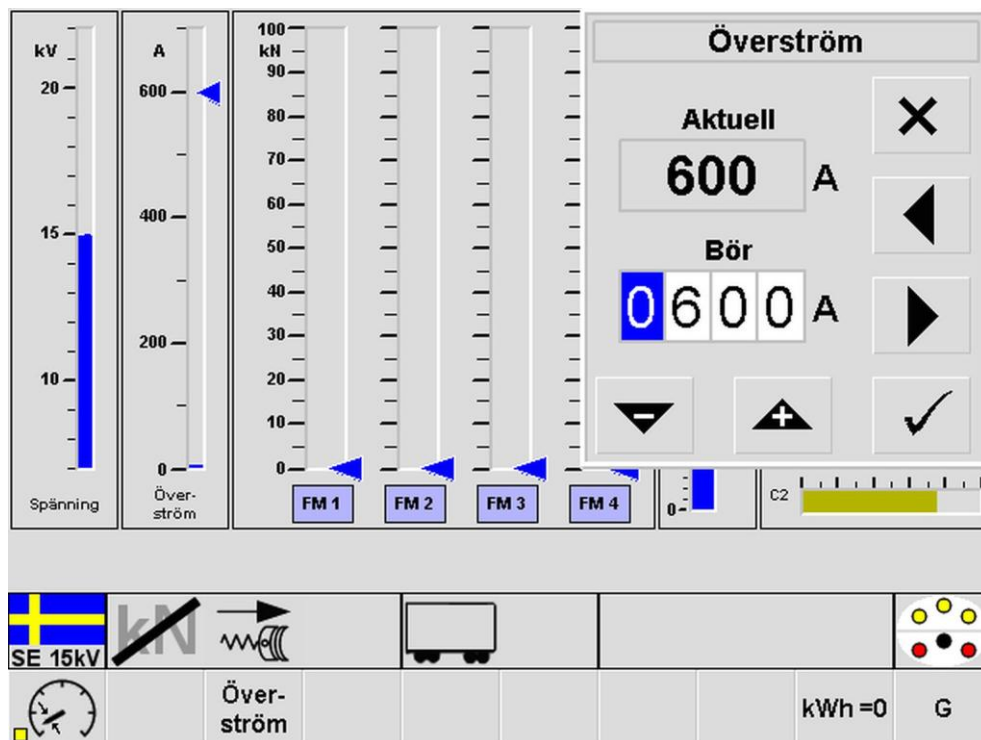 kV
20
15
10
Spänning
A
600
400
200
0
Över-
ström
100
kN
90
80
70
60
50
40
30
20
10
0
FM 1
FM 2
FM 3
FM 4
0
C2
Överström
Aktuell
600 A
Bör
0600 A
-
+
SE 15kV
kN
Över-
ström
kWh =0
G